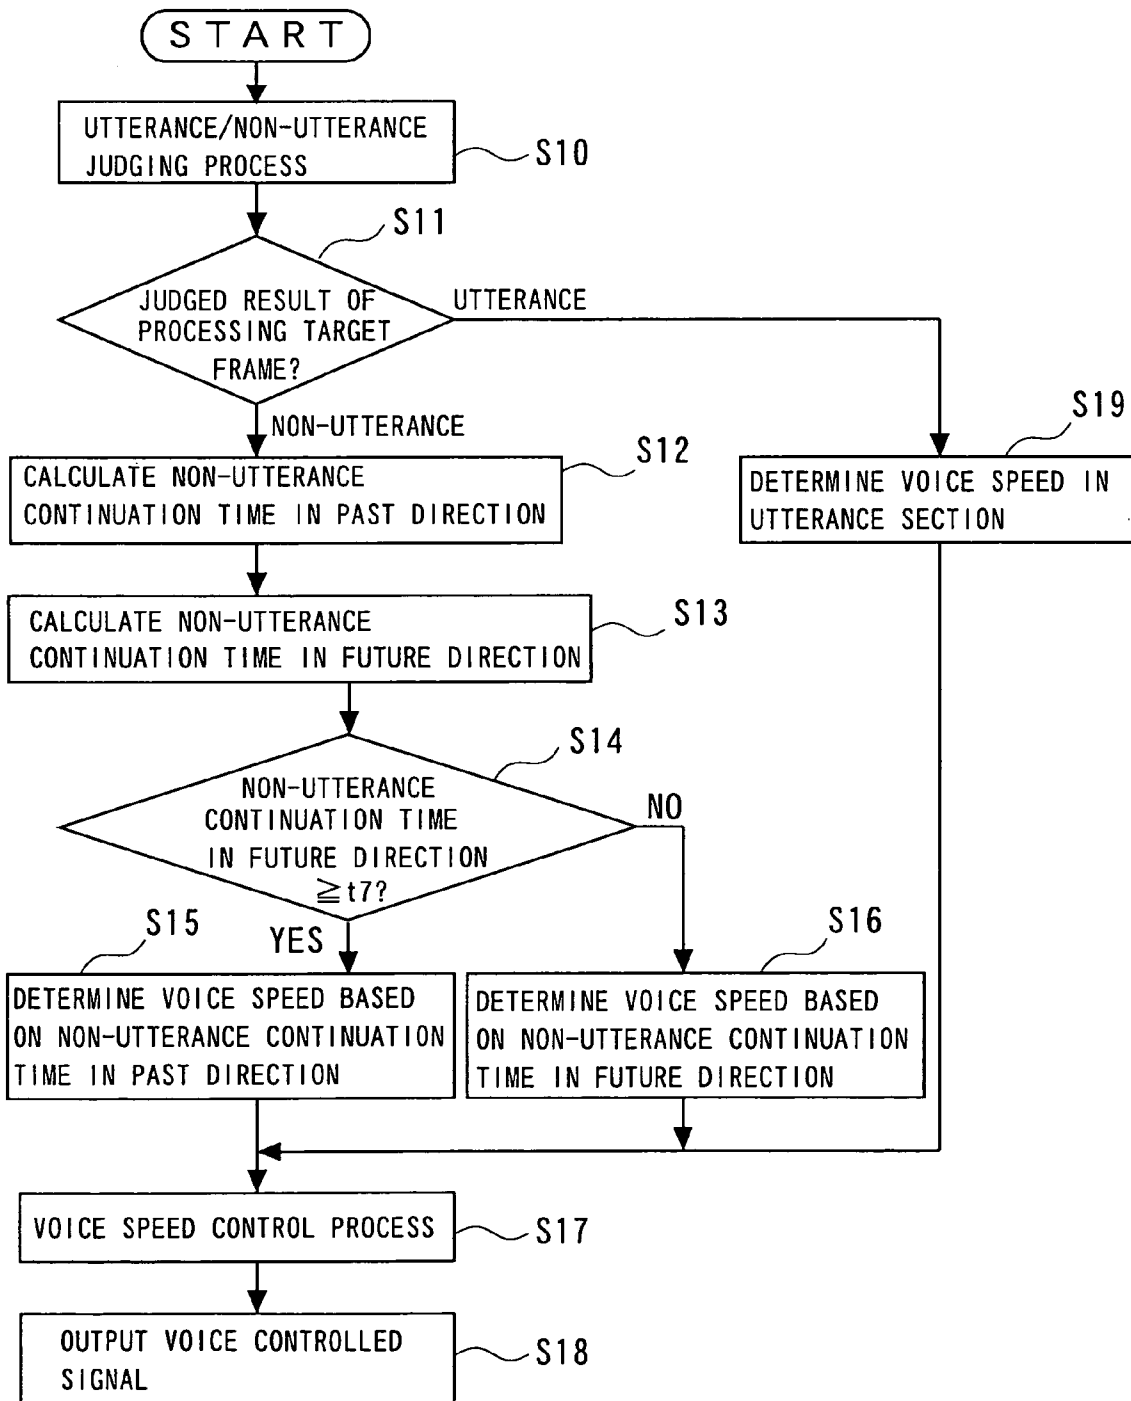 START
UTTERANCE/NON-UTTERANCE
JUDGING PROCESS
S10
S11
JUDGED RESULT OF
PROCESSING TARGET
FRAME?
UTTERANCE
NON-UTTERANCE
S12
CALCULATE NON-UTTERANCE
CONTINUATION TIME IN PAST DIRECTION
S19
DETERMINE VOICE SPEED IN
UTTERANCE SECTION
S13
CALCULATE NON-UTTERANCE
CONTINUATION TIME IN FUTURE DIRECTION
S14
NON-UTTERANCE
CONTINUATION TIME
IN FUTURE DIRECTION
≧t7?
NO
YES
S15
DETERMINE VOICE SPEED BASED
ON NON-UTTERANCE CONTINUATION
TIME IN PAST DIRECTION
S16
DETERMINE VOICE SPEED BASED
ON NON-UTTERANCE CONTINUATION
TIME IN FUTURE DIRECTION
VOICE SPEED CONTROL PROCESS
S17
OUTPUT VOICE CONTROLLED
SIGNAL
S18